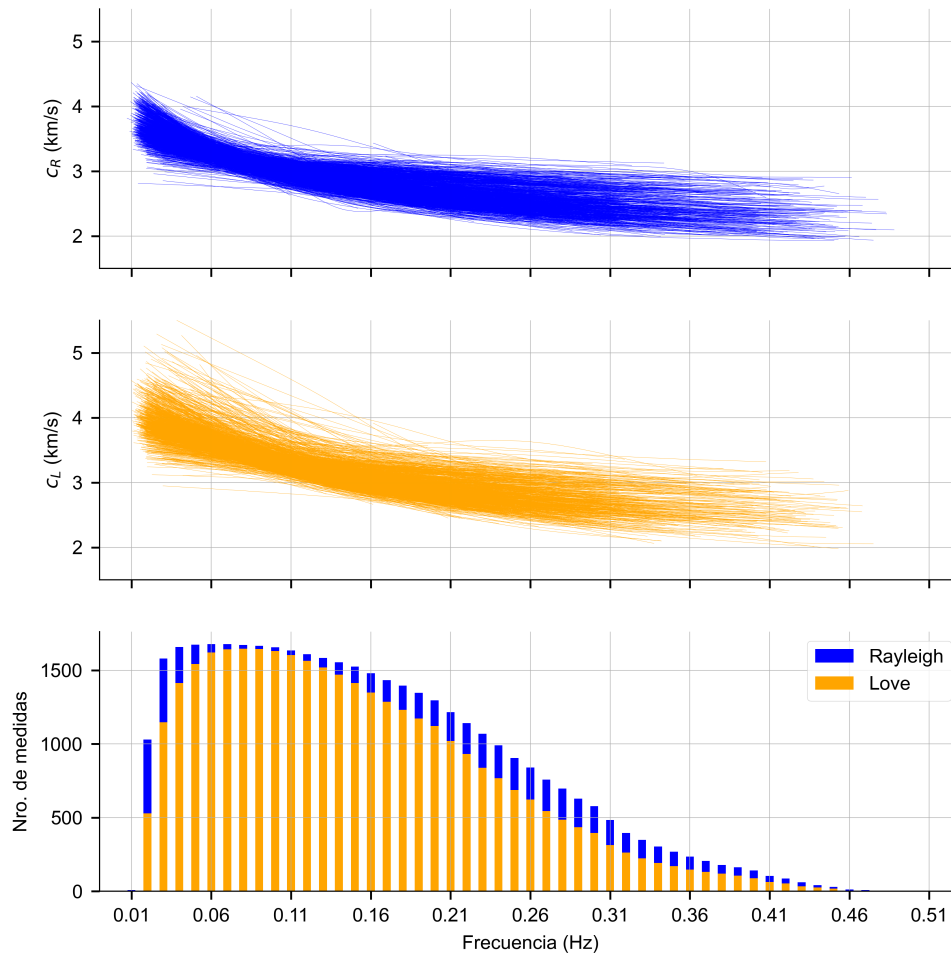 5
4
3
2
c_R (km/s)
5
4
3
2
c_L (km/s)
1500
1000
500
0
Nro. de medidas
Rayleigh
Love
0.01 0.06 0.11 0.16 0.21 0.26 0.31 0.36 0.41 0.46 0.51
Frecuencia (Hz)